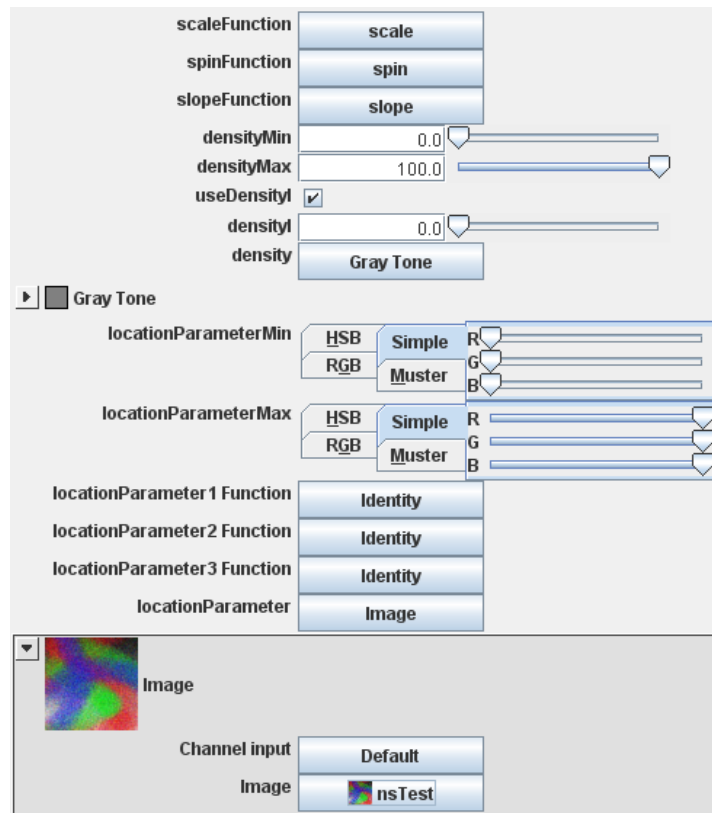 scaleFunction scale
spinFunction spin
slopeFunction slope
densityMin 0.0
densityMax 100.0
useDensityI
densityI 0.0
density Gray Tone
Gray Tone
locationParameterMin HSB Simple R
RGB Muster G
B
locationParameterMax HSB Simple R
RGB Muster G
B
locationParameter1 Function Identity
locationParameter2 Function Identity
locationParameter3 Function Identity
locationParameter Image
Image
Channel input Default
Image nsTest